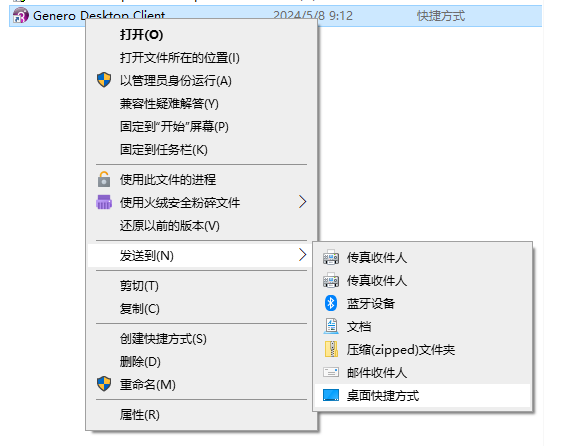 Genero Desktop Client 2024/5/8 9:12 快捷方式
打开(O)
打开文件所在的位置(I)
以管理员身份运行(A)
兼容性疑难解答(Y)
固定到"开始"屏幕(P)
固定到任务栏(K)
使用此文件的进程
使用火绒安全粉碎文件
还原以前的版本(V)
发送到(N)
剪切(T)
复制(C)
创建快捷方式(S)
删除(D)
重命名(M)
属性(R)
传真收件人
传真收件人
蓝牙设备
文档
压缩(zipped)文件夹
邮件收件人
桌面快捷方式